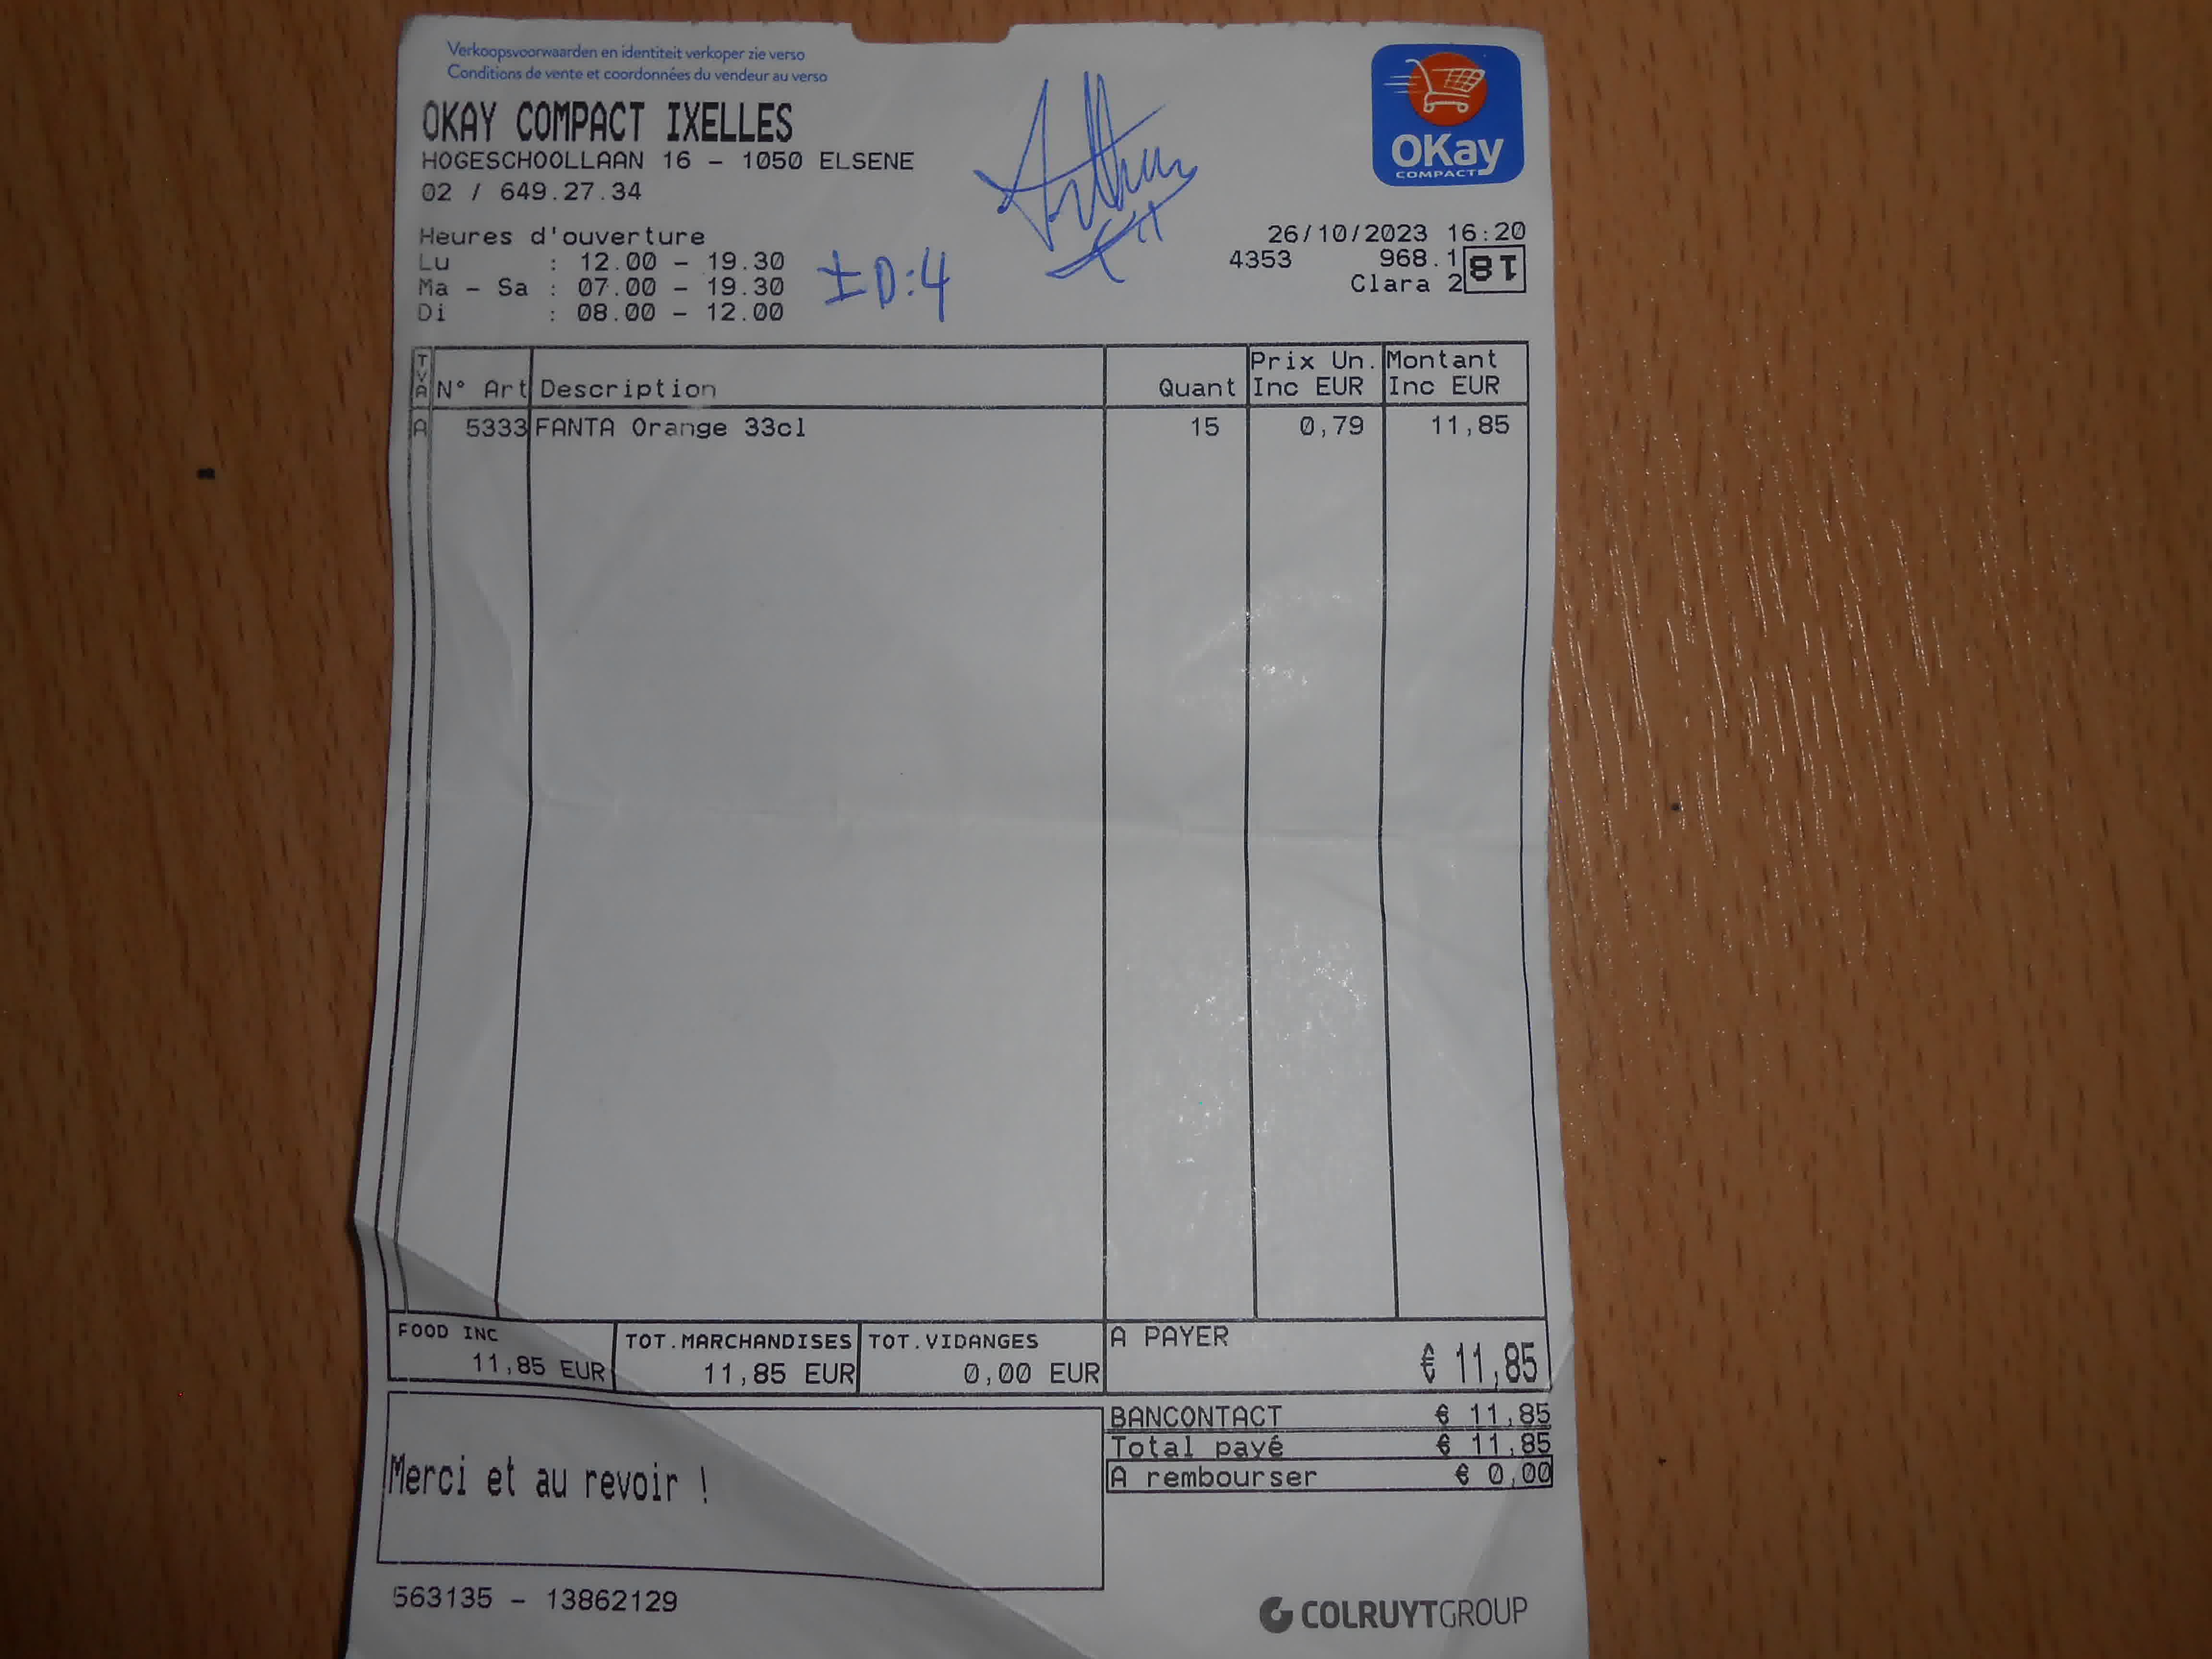 Verkoopsvoorwaarden en identiteit verkoper zie verso
Conditions de vente et coordonnées du vendeur au verso
OKAY COMPACT IXELLES
HOGESCHOOLLAAN 16 - 1050 ELSENE
02 / 649.27.34
Arthur
OKay
COMPACT
Heures d'ouverture
Lu : 12.00 - 19.30
Ma - Sa : 07.00 - 19.30
Di : 08.00 - 12.00
ID:4
26/10/2023 16:20
4353 968.1
Clara 2
18
TVA N° Art Description Quant Prix Un. Inc EUR Montant Inc EUR
A 5333 FANTA Orange 33cl 15 0,79 11,85
FOOD INC
11,85 EUR
TOT.MARCHANDISES
11,85 EUR
TOT.VIDANGES
0,00 EUR
A PAYER
€ 11,85
BANCONTACT € 11,85
Total payé € 11,85
A rembourser € 0,00
Merci et au revoir !
563135 - 13862129
COLRUYTGROUP